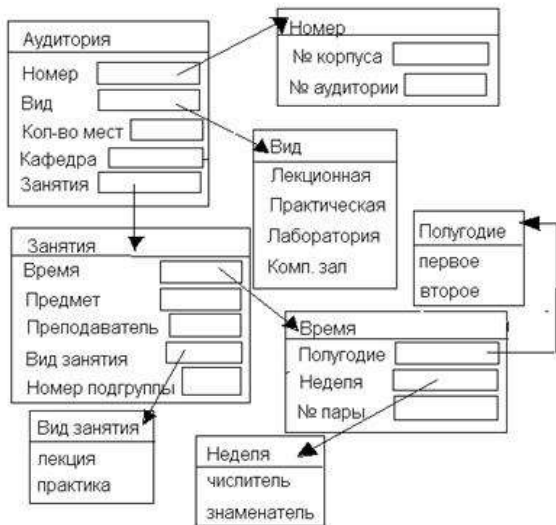 Аудитория
Номер
Вид
Кол-во мест
Кафедра
Занятия
Номер
№ корпуса
№ аудитории
Вид
Лекционная
Практическая
Лаборатория
Комп. зал
Полугодие
первое
второе
Занятия
Время
Предмет
Преподаватель
Вид занятия
Номер подгруппы
Время
Полугодие
Неделя
№ пары
Вид занятия
лекция
практика
Неделя
числитель
знаменатель